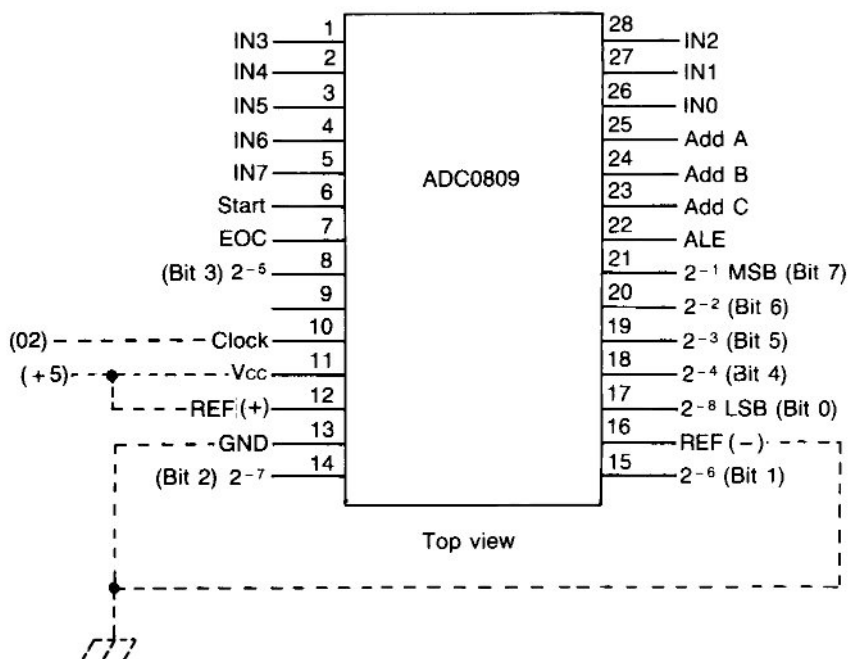 1
IN3
2
IN4
3
IN5
4
IN6
5
IN7
6
Start
7
EOC
8
(Bit 3) 2⁻⁵
9
10
(02) Clock
11
(+5) Vcc
12
REF(+)
13
GND
14
(Bit 2) 2⁻⁷
ADC0809
28
IN2
27
IN1
26
IN0
25
Add A
24
Add B
23
Add C
22
ALE
21
2⁻¹ MSB (Bit 7)
20
2⁻² (Bit 6)
19
2⁻³ (Bit 5)
18
2⁻⁴ (Bit 4)
17
2⁻⁸ LSB (Bit 0)
16
REF(−)
15
2⁻⁶ (Bit 1)
Top view